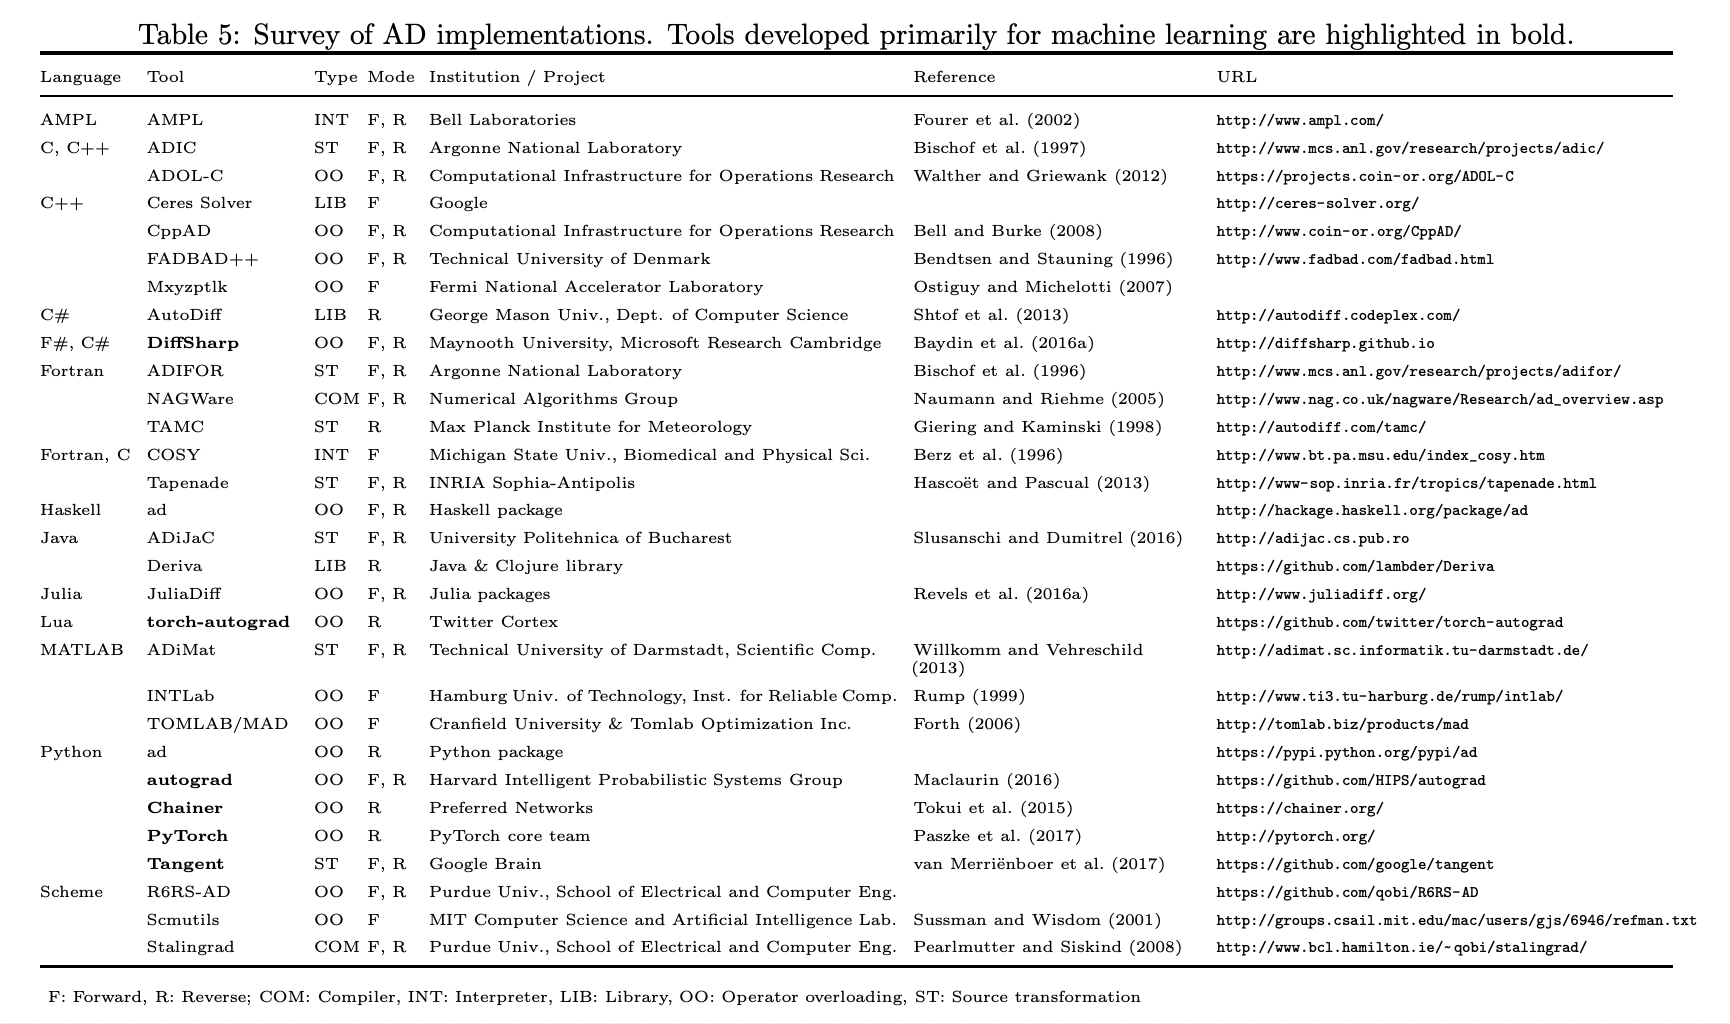 Table 5: Survey of AD implementations. Tools developed primarily for machine learning are highlighted in bold.
Language Tool Type Mode Institution / Project Reference URL
AMPL AMPL INT F, R Bell Laboratories Fourer et al. (2002) http://www.ampl.com/
C, C++ ADIC ST F, R Argonne National Laboratory Bischof et al. (1997) http://www.mcs.anl.gov/research/projects/adic/
ADOL-C OO F, R Computational Infrastructure for Operations Research Walther and Griewank (2012) https://projects.coin-or.org/ADOL-C
C++ Ceres Solver LIB F Google http://ceres-solver.org/
CppAD OO F, R Computational Infrastructure for Operations Research Bell and Burke (2008) http://www.coin-or.org/CppAD/
FADBAD++ OO F, R Technical University of Denmark Bendtsen and Stauning (1996) http://www.fadbad.com/fadbad.html
Mxyzptlk OO F Fermi National Accelerator Laboratory Ostiguy and Michelotti (2007)
C# AutoDiff LIB R George Mason Univ., Dept. of Computer Science Shtof et al. (2013) http://autodiff.codeplex.com/
F#, C# DiffSharp OO F, R Maynooth University, Microsoft Research Cambridge Baydin et al. (2016a) http://diffsharp.github.io
Fortran ADIFOR ST F, R Argonne National Laboratory Bischof et al. (1996) http://www.mcs.anl.gov/research/projects/adifor/
NAGWare COM F, R Numerical Algorithms Group Naumann and Riehme (2005) http://www.nag.co.uk/nagware/Research/ad_overview.asp
TAMC ST R Max Planck Institute for Meteorology Giering and Kaminski (1998) http://autodiff.com/tamc/
Fortran, C COSY INT F Michigan State Univ., Biomedical and Physical Sci. Berz et al. (1996) http://www.bt.pa.msu.edu/index_cosy.htm
Tapenade ST F, R INRIA Sophia-Antipolis Hascoët and Pascual (2013) http://www-sop.inria.fr/tropics/tapenade.html
Haskell ad OO F, R Haskell package http://hackage.haskell.org/package/ad
Java ADiJaC ST F, R University Politehnica of Bucharest Slusanschi and Dumitrel (2016) http://adijac.cs.pub.ro
Deriva LIB R Java & Clojure library https://github.com/lambder/Deriva
Julia JuliaDiff OO F, R Julia packages Revels et al. (2016a) http://www.juliadiff.org/
Lua torch-autograd OO R Twitter Cortex https://github.com/twitter/torch-autograd
MATLAB ADiMat ST F, R Technical University of Darmstadt, Scientific Comp. Willkomm and Vehreschild http://adimat.sc.informatik.tu-darmstadt.de/
(2013)
INTLab OO F Hamburg Univ. of Technology, Inst. for Reliable Comp. Rump (1999) http://www.ti3.tu-harburg.de/rump/intlab/
TOMLAB/MAD OO F Cranfield University & Tomlab Optimization Inc. Forth (2006) http://tomlab.biz/products/mad
Python ad OO R Python package https://pypi.python.org/pypi/ad
autograd OO F, R Harvard Intelligent Probabilistic Systems Group Maclaurin (2016) https://github.com/HIPS/autograd
Chainer OO R Preferred Networks Tokui et al. (2015) https://chainer.org/
PyTorch OO R PyTorch core team Paszke et al. (2017) http://pytorch.org/
Tangent ST F, R Google Brain van Merriënboer et al. (2017) https://github.com/google/tangent
Scheme R6RS-AD OO F, R Purdue Univ., School of Electrical and Computer Eng. https://github.com/qobi/R6RS-AD
Scmutils OO F MIT Computer Science and Artificial Intelligence Lab. Sussman and Wisdom (2001) http://groups.csail.mit.edu/mac/users/gjs/6946/refman.txt
Stalingrad COM F, R Purdue Univ., School of Electrical and Computer Eng. Pearlmutter and Siskind (2008) http://www.bcl.hamilton.ie/~qobi/stalingrad/
F: Forward, R: Reverse; COM: Compiler, INT: Interpreter, LIB: Library, OO: Operator overloading, ST: Source transformation